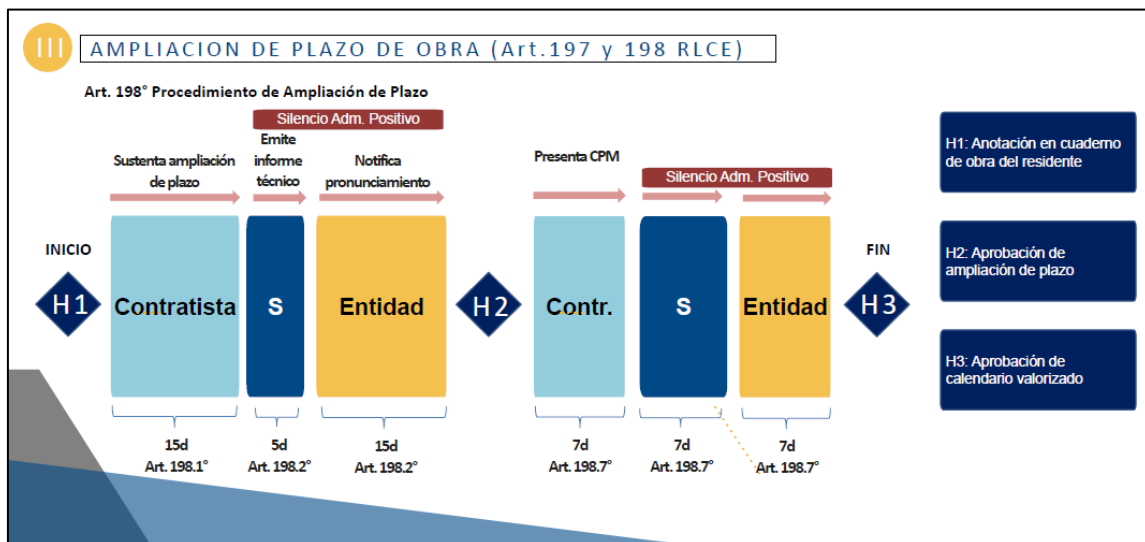 III
AMPLIACION DE PLAZO DE OBRA (Art.197 y 198 RLCE)
Art. 198° Procedimiento de Ampliación de Plazo
Silencio Adm. Positivo
Sustenta ampliación
de plazo
Emite
informe
técnico
Notifica
pronunciamiento
Presenta CPM
Silencio Adm. Positivo
INICIO
H1
Contratista
S
Entidad
H2
Contr.
S
Entidad
FIN
H3
15d
Art. 198.1°
5d
Art. 198.2°
15d
Art. 198.2°
7d
Art. 198.7°
7d
Art. 198.7°
7d
Art. 198.7°
H1: Anotación en cuaderno
de obra del residente
H2: Aprobación de
ampliación de plazo
H3: Aprobación de
calendario valorizado